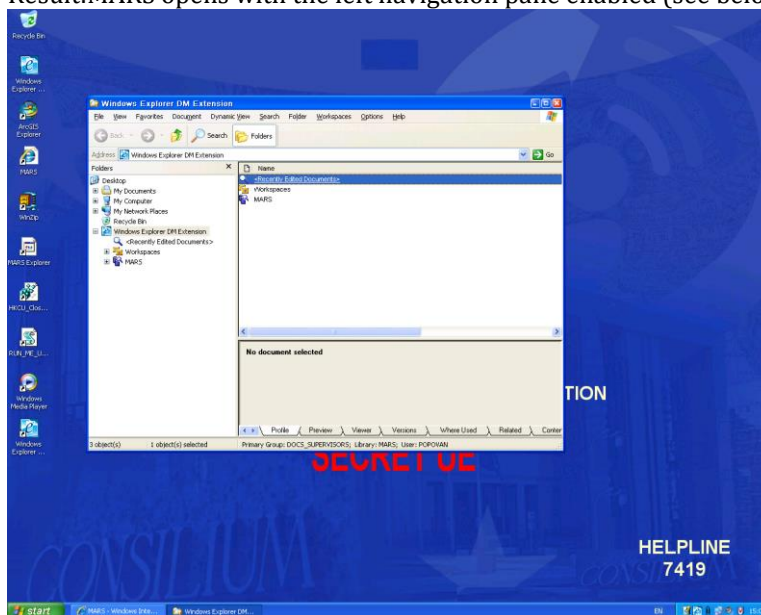 ResultMARS opens with the left navigation pane enabled (see belo
Recycle Bin
Windows
Explorer ...
ArcGIS
Explorer
MARS
WinZip
MARS Explorer
HKCU_Clos...
RUN_ME_U...
Windows
Media Player
Windows
Explorer ...
Windows Explorer DM Extension
File View Favorites Document Dynamic View Search Folder Workspaces Options Help
Back Search Folders
Address Windows Explorer DM Extension Go
Folders
Desktop
My Documents
My Computer
My Network Places
Recycle Bin
Windows Explorer DM Extension
<Recently Edited Documents>
Workspaces
MARS
Name
<Recently Edited Documents>
Workspaces
MARS
No document selected
Profile Preview Viewer Versions Where Used Related Conter
3 object(s) 1 object(s) selected Primary Group: DOCS_SUPERVISORS; Library: MARS; User: POPOVAN
TION
SECRET UE
HELPLINE
7419
CONSILIUM
start MARS - Windows Inte... Windows Explorer DM... EN